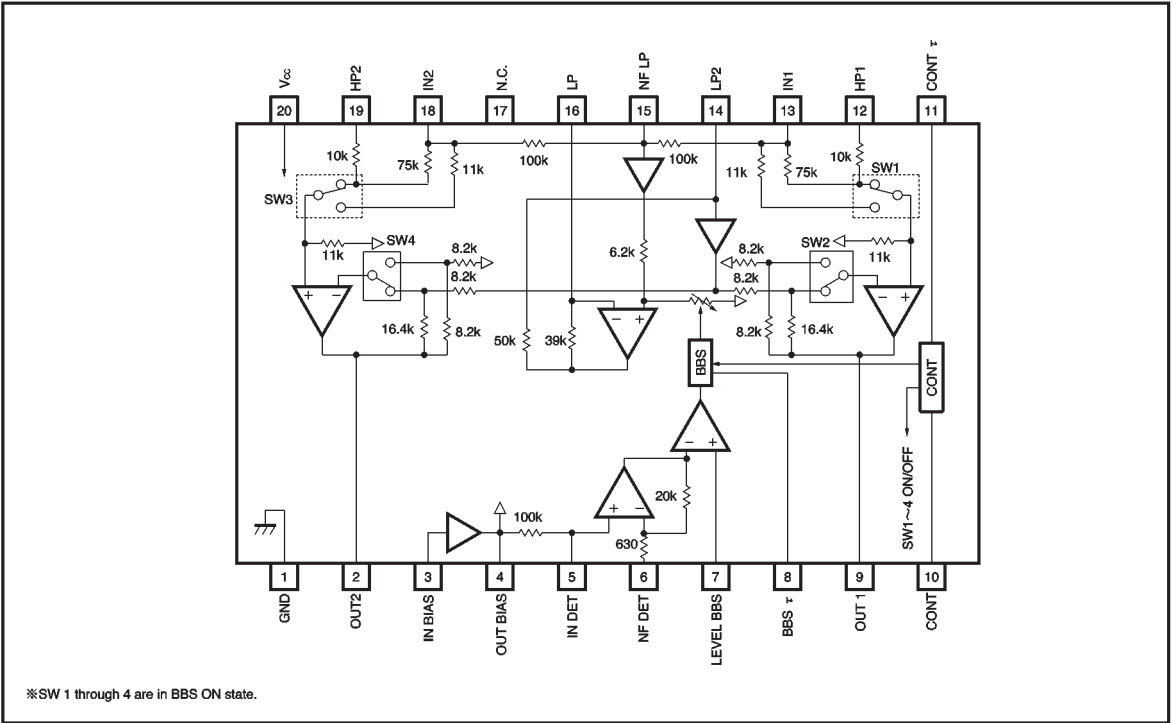 Vcc
HP2
IN2
N.C.
LP
NF LP
LP2
IN1
HP1
CONT τ
20
19
18
17
16
15
14
13
12
11
10k
75k
11k
100k
100k
11k
75k
10k
SW1
SW3
11k
SW4
8.2k
8.2k
6.2k
8.2k
8.2k
SW2
11k
+ −
− +
− +
16.4k
8.2k
50k
39k
8.2k
16.4k
BBS
CONT
− +
SW1~4 ON/OFF
20k
+ −
100k
630
1
2
3
4
5
6
7
8
9
10
GND
OUT2
IN BIAS
OUT BIAS
IN DET
NF DET
LEVEL BBS
BBS τ
OUT 1
CONT
※SW 1 through 4 are in BBS ON state.